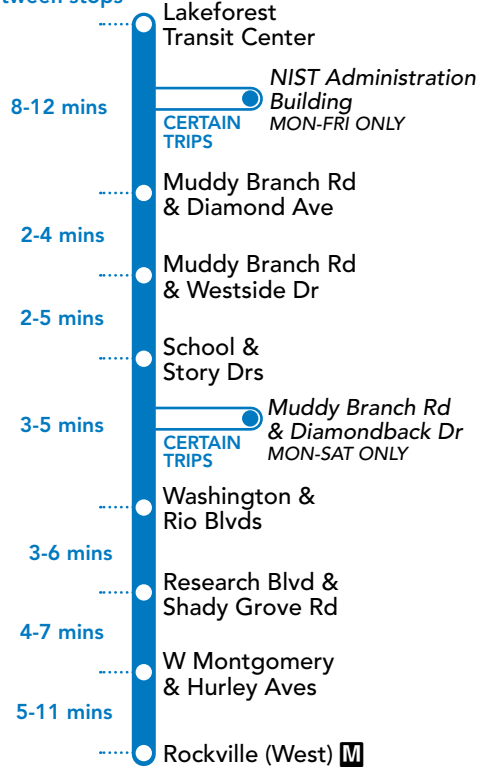 between stops
Lakeforest
Transit Center
8-12 mins
NIST Administration
Building
MON-FRI ONLY
CERTAIN
TRIPS
Muddy Branch Rd
& Diamond Ave
2-4 mins
Muddy Branch Rd
& Westside Dr
2-5 mins
School &
Story Drs
3-5 mins
Muddy Branch Rd
& Diamondback Dr
MON-SAT ONLY
CERTAIN
TRIPS
Washington &
Rio Blvds
3-6 mins
Research Blvd &
Shady Grove Rd
4-7 mins
W Montgomery
& Hurley Aves
5-11 mins
Rockville (West) M